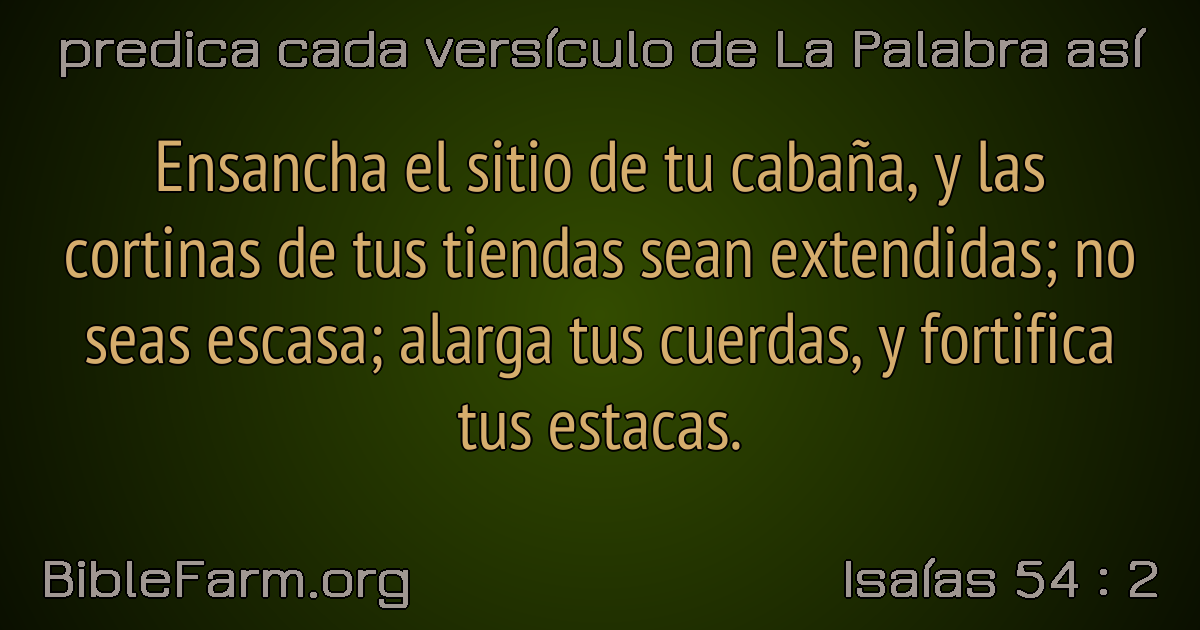 predica cada versículo de La Palabra así
Ensancha el sitio de tu cabaña, y las
cortinas de tus tiendas sean extendidas; no
seas escasa; alarga tus cuerdas, y fortifica
tus estacas.
BibleFarm.org
Isaías 54 : 2